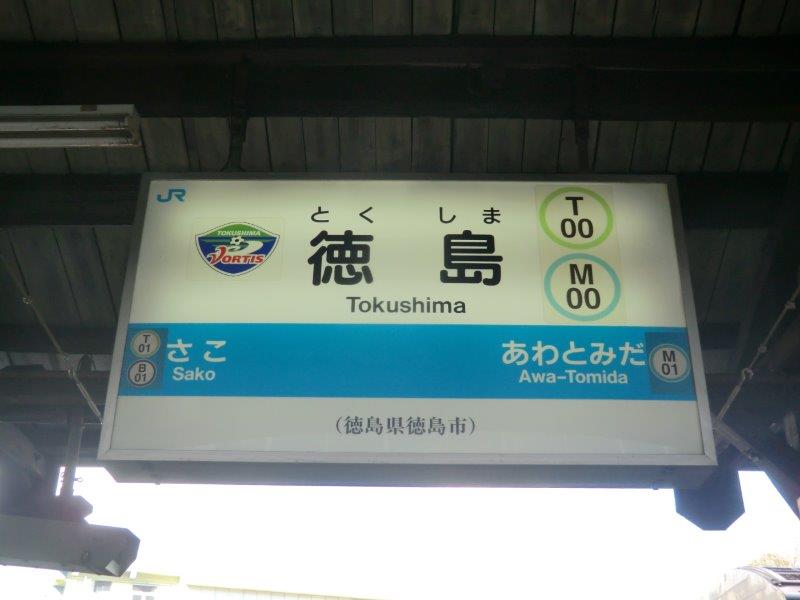 JR
TOKUSHIMA
VORTIS
とくしま
徳島
Tokushima
T
00
M
00
T
01
B
01
さこ
Sako
あわとみだ
Awa-Tomida
M
01
(徳島県徳島市)